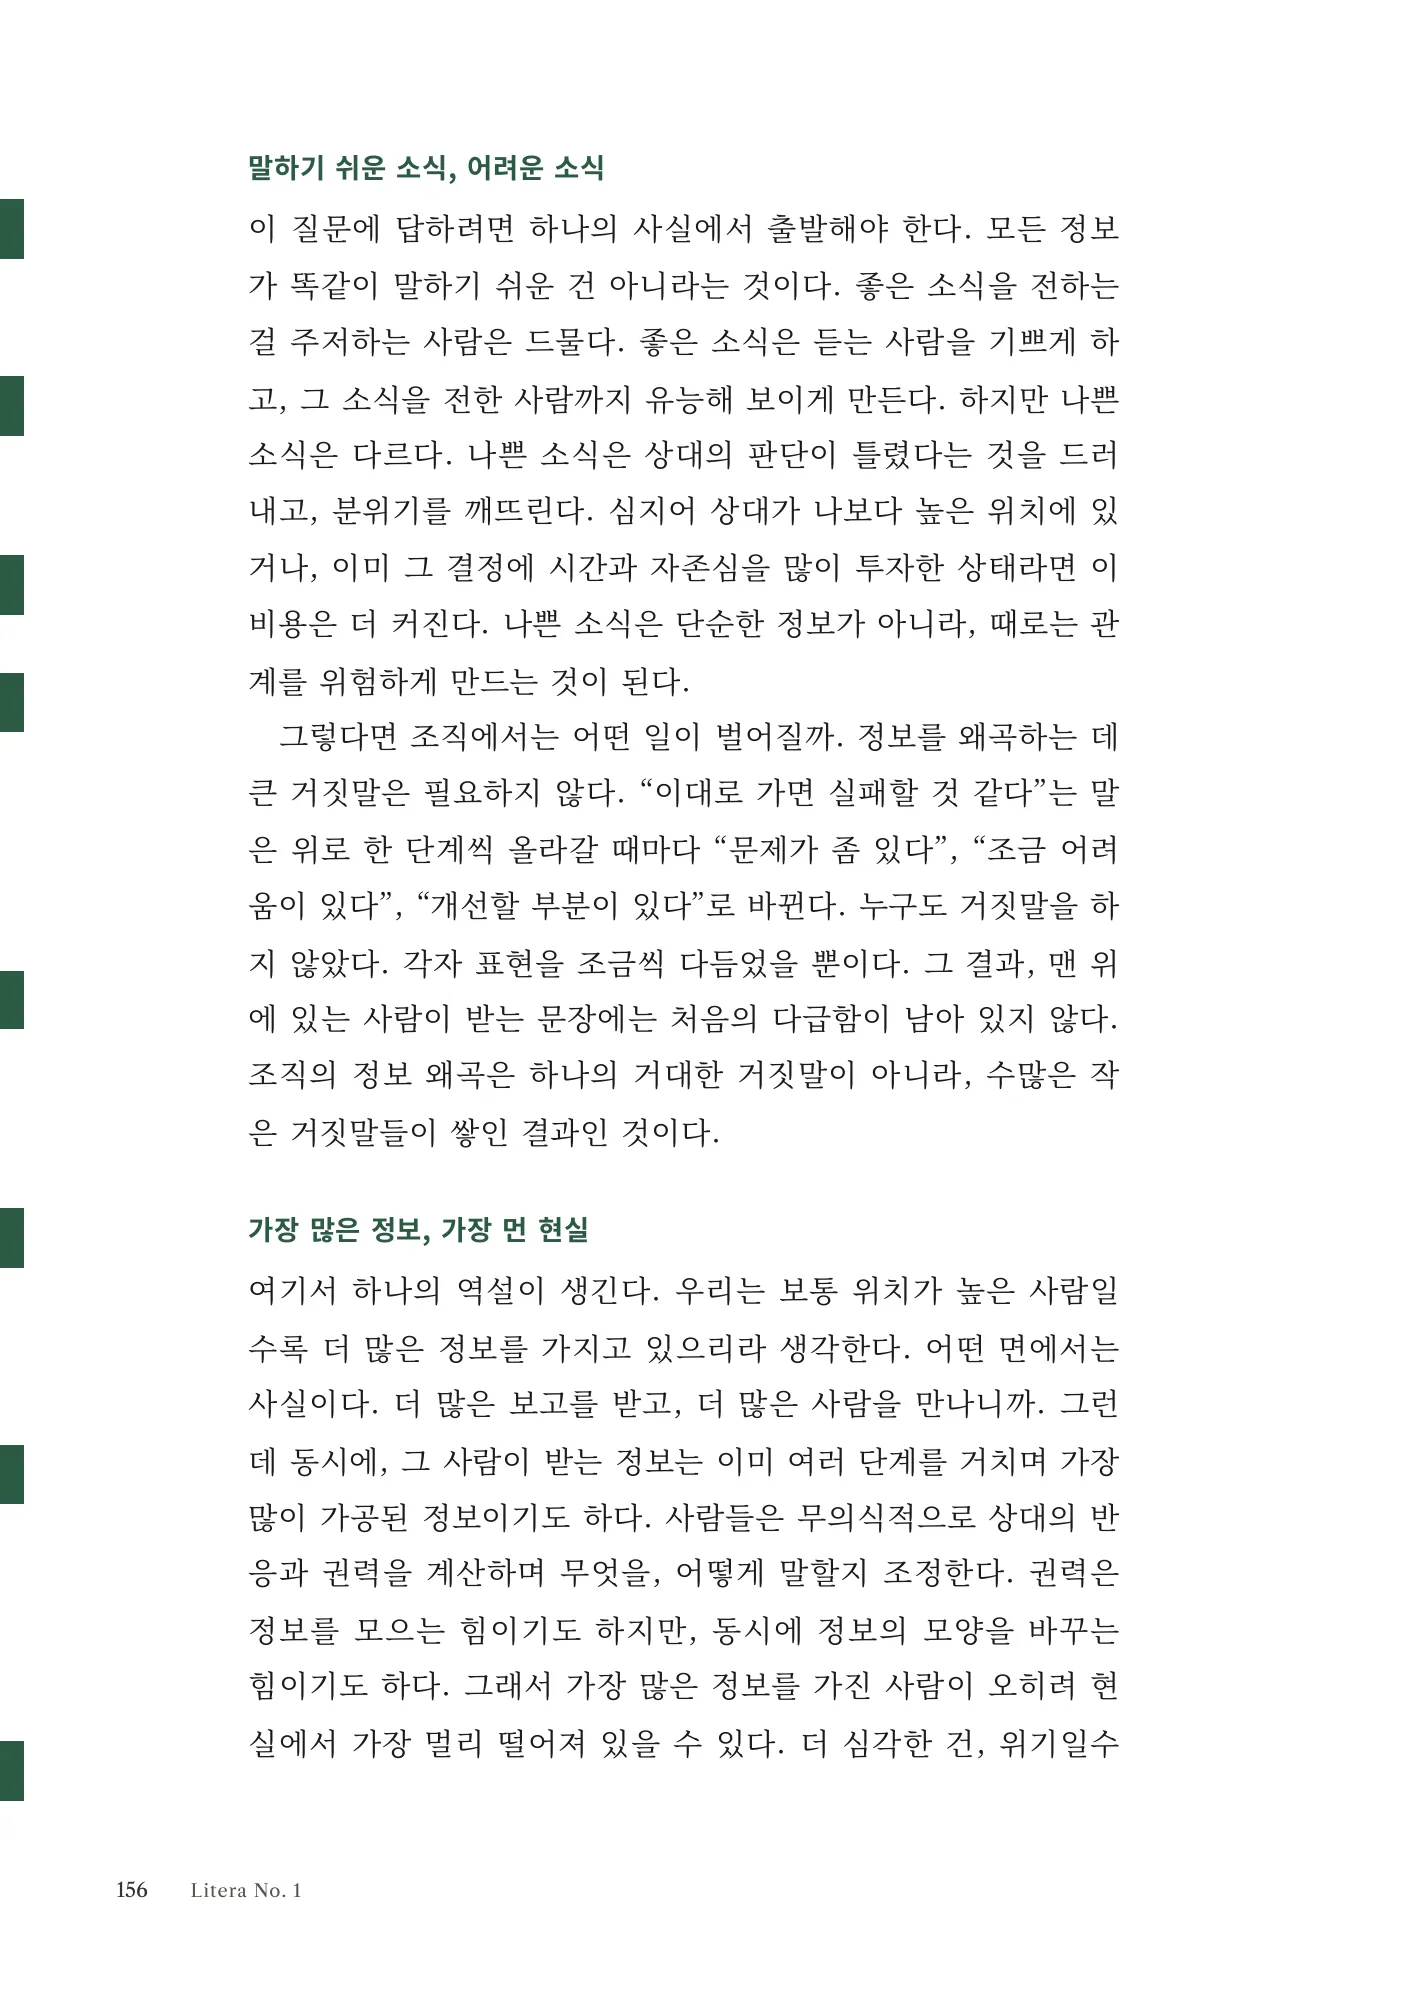 말하기 쉬운 소식, 어려운 소식
이 질문에 답하려면 하나의 사실에서 출발해야 한다. 모든 정보
가 똑같이 말하기 쉬운 건 아니라는 것이다. 좋은 소식을 전하는
걸 주저하는 사람은 드물다. 좋은 소식은 듣는 사람을 기쁘게 하
고, 그 소식을 전한 사람까지 유능해 보이게 만든다. 하지만 나쁜
소식은 다르다. 나쁜 소식은 상대의 판단이 틀렸다는 것을 드러
내고, 분위기를 깨뜨린다. 심지어 상대가 나보다 높은 위치에 있
거나, 이미 그 결정에 시간과 자존심을 많이 투자한 상태라면 이
비용은 더 커진다. 나쁜 소식은 단순한 정보가 아니라, 때로는 관
계를 위험하게 만드는 것이 된다.
그렇다면 조직에서는 어떤 일이 벌어질까. 정보를 왜곡하는 데
큰 거짓말은 필요하지 않다. “이대로 가면 실패할 것 같다”는 말
은 위로 한 단계씩 올라갈 때마다 “문제가 좀 있다”, “조금 어려
움이 있다”, “개선할 부분이 있다”로 바뀐다. 누구도 거짓말을 하
지 않았다. 각자 표현을 조금씩 다듬었을 뿐이다. 그 결과, 맨 위
에 있는 사람이 받는 문장에는 처음의 다급함이 남아 있지 않다.
조직의 정보 왜곡은 하나의 거대한 거짓말이 아니라, 수많은 작
은 거짓말들이 쌓인 결과인 것이다.
가장 많은 정보, 가장 먼 현실
여기서 하나의 역설이 생긴다. 우리는 보통 위치가 높은 사람일
수록 더 많은 정보를 가지고 있으리라 생각한다. 어떤 면에서는
사실이다. 더 많은 보고를 받고, 더 많은 사람을 만나니까. 그런
데 동시에, 그 사람이 받는 정보는 이미 여러 단계를 거치며 가장
많이 가공된 정보이기도 하다. 사람들은 무의식적으로 상대의 반
응과 권력을 계산하며 무엇을, 어떻게 말할지 조정한다. 권력은
정보를 모으는 힘이기도 하지만, 동시에 정보의 모양을 바꾸는
힘이기도 하다. 그래서 가장 많은 정보를 가진 사람이 오히려 현
실에서 가장 멀리 떨어져 있을 수 있다. 더 심각한 건, 위기일수
156 Litera No. 1